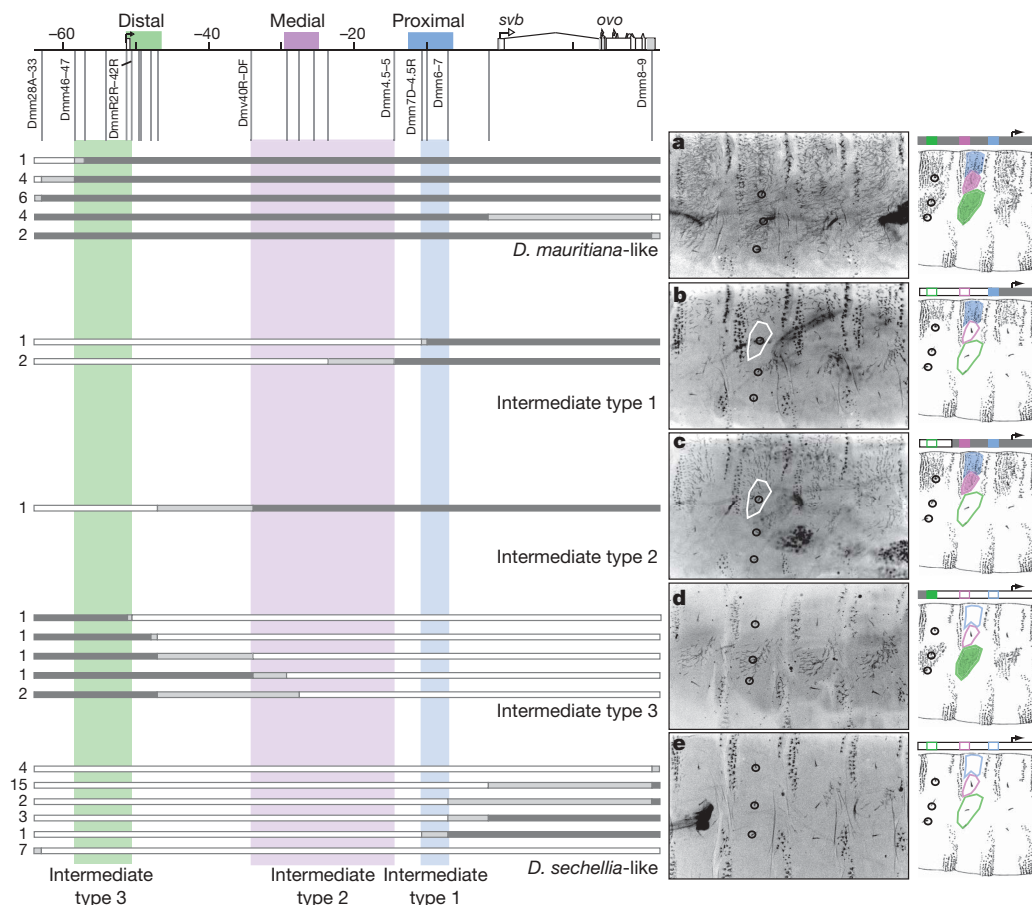 Distal
Medial
Proximal
svb
ovo
–60
–40
–20
Dmm28A–33
Dmm46–47
DmmR2R–42R
Dmv40R–DF
Dmm4.5–5
Dmm7D–4.5R
Dmm6–7
Dmm8–9
1
4
6
4
2
D. mauritiana-like
1
2
Intermediate type 1
1
Intermediate type 2
1
1
1
1
2
Intermediate type 3
4
15
2
3
1
7
D. sechellia-like
Intermediate
type 3
Intermediate
type 2
Intermediate
type 1
a
b
c
d
e